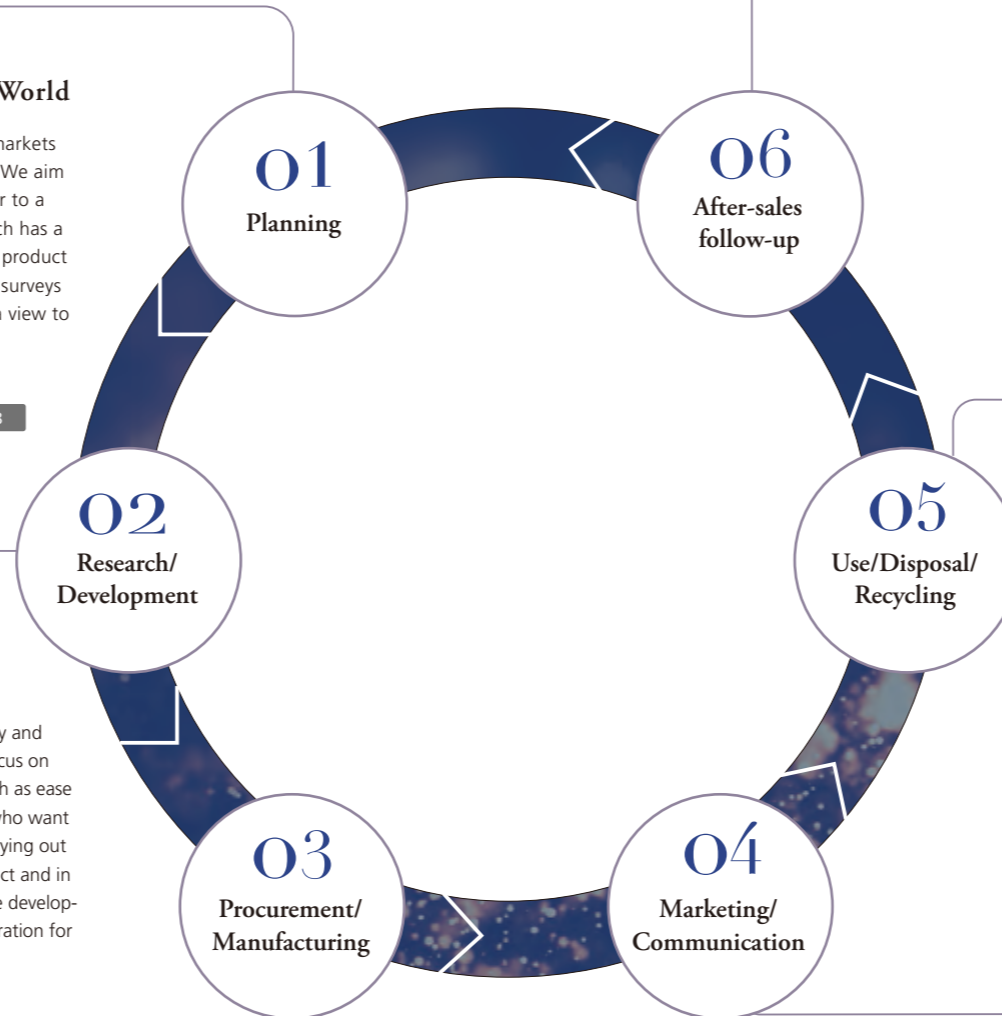 World
markets
We aim
r to a
ch has a
product
surveys
view to
01
Planning
06
After-sales
follow-up
02
Research/
Development
05
Use/Disposal/
Recycling
y and
cus on
h as ease
who want
ying out
ct and in
e develop-
ration for
03
Procurement/
Manufacturing
04
Marketing/
Communication